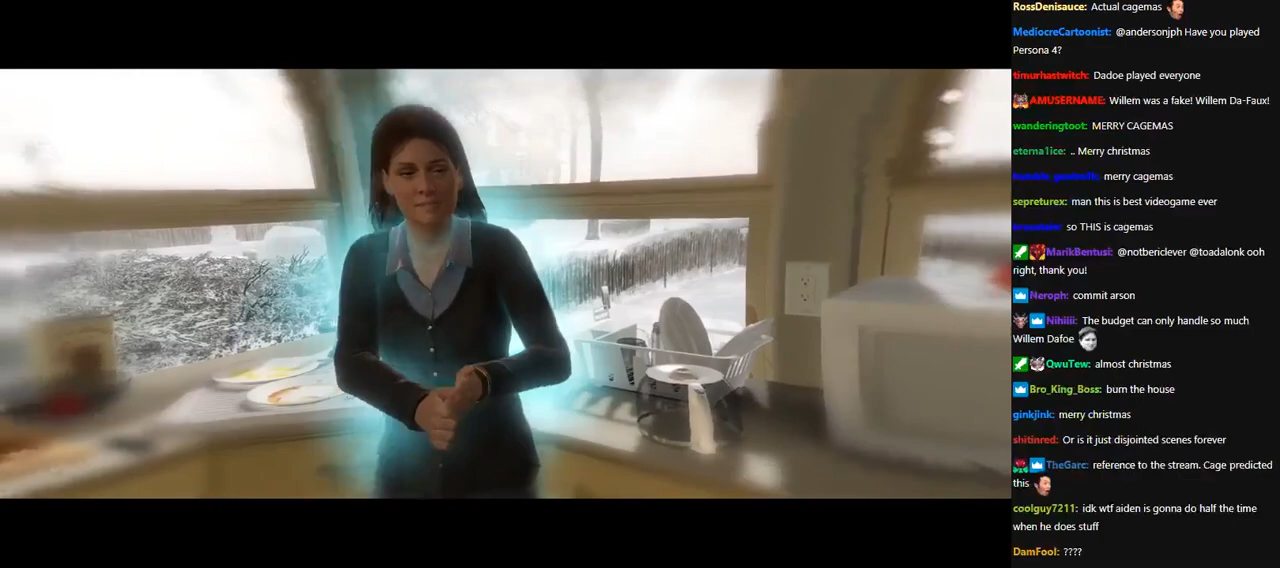 RossDenisauce: Actual cagemas
MediocreCartoonist: @andersonjph Have you played
Persona 4?
timurhastwitch: Dadoe played everyone
AMUSERNAME: Willem was a fake! Willem Da-Faux!
wanderingtoot: MERRY CAGEMAS
eterna1ice: .. Merry christmas
merry cagemas
sepreturex: man this is best videogame ever
so THIS is cagemas
MarikBentusi: @notbericlever @toadalonk ooh
right, thank you!
Neroph: commit arson
Nihilii: The budget can only handle so much
Willem Dafoe
QwuTew: almost christmas
Bro_King_Boss: burn the house
ginkjink: merry christmas
shitinred: Or is it just disjointed scenes forever
TheGarc: reference to the stream. Cage predicted
this
coolguy7211: idk wtf aiden is gonna do half the time
when he does stuff
DamFool: ????